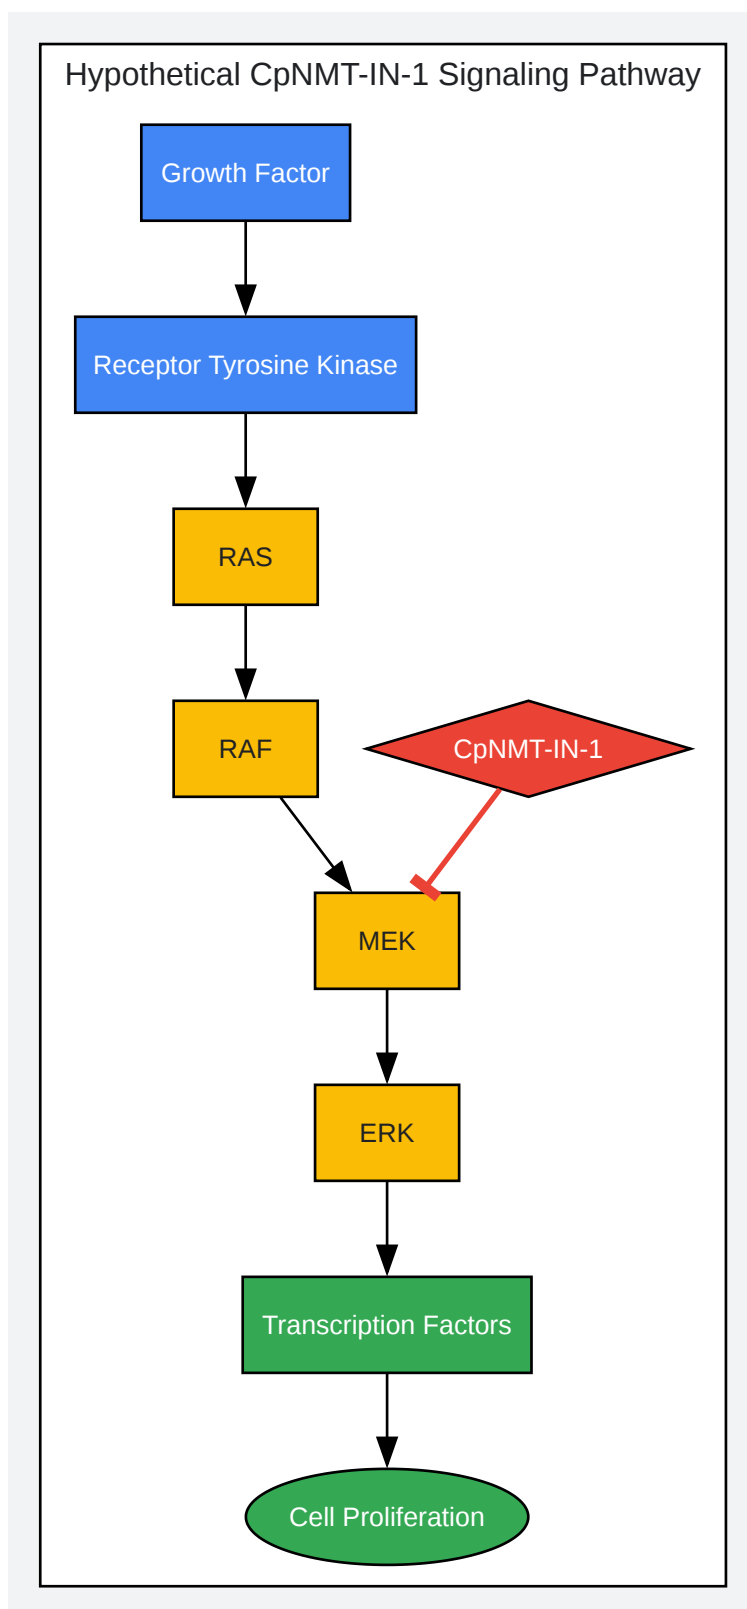 Hypothetical CpNMT-IN-1 Signaling Pathway
Growth Factor
Receptor Tyrosine Kinase
RAS
RAF
CpNMT-IN-1
MEK
ERK
Transcription Factors
Cell Proliferation